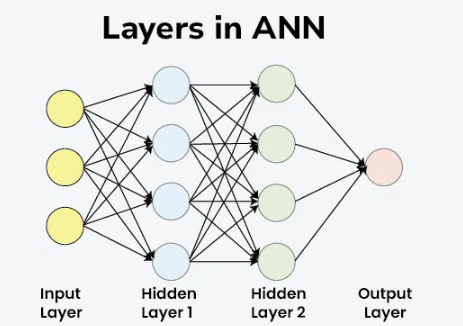 Layers in ANN
Input
Layer
Hidden
Layer 1
Hidden
Layer 2
Output
Layer